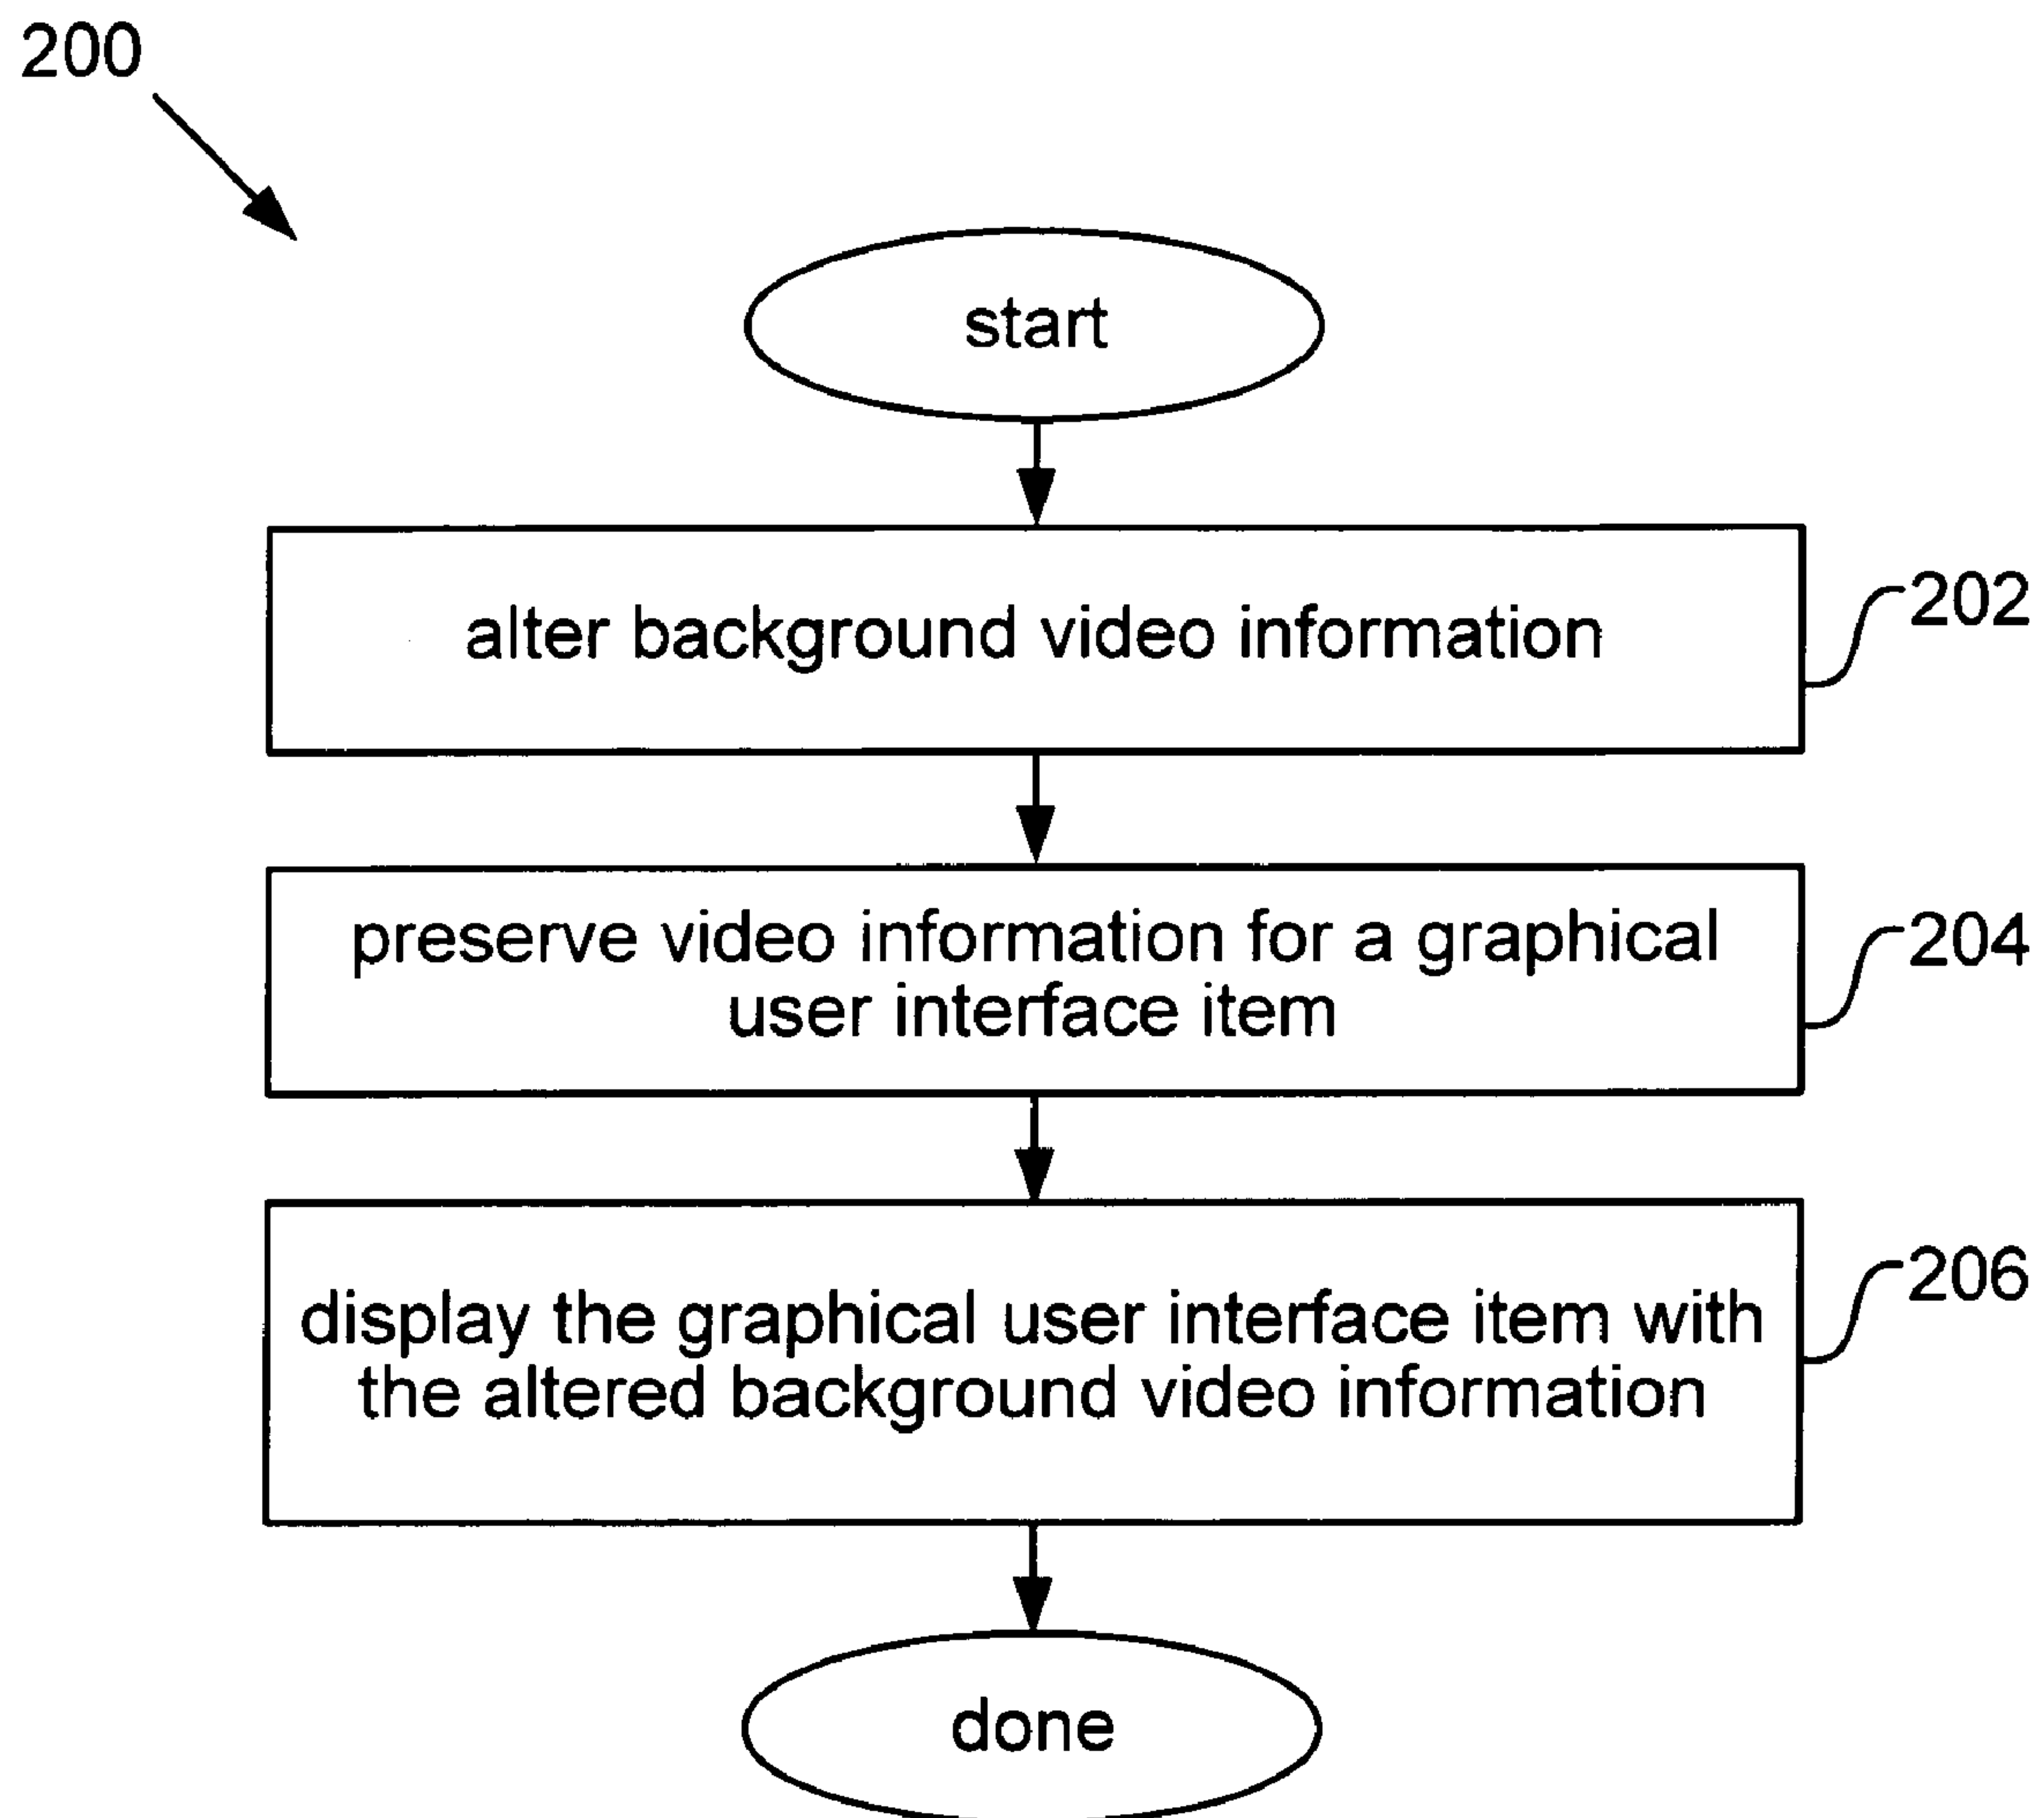 200
start
alter background video information
202
preserve video information for a graphical
user interface item
204
display the graphical user interface item with
the altered background video information
206
done